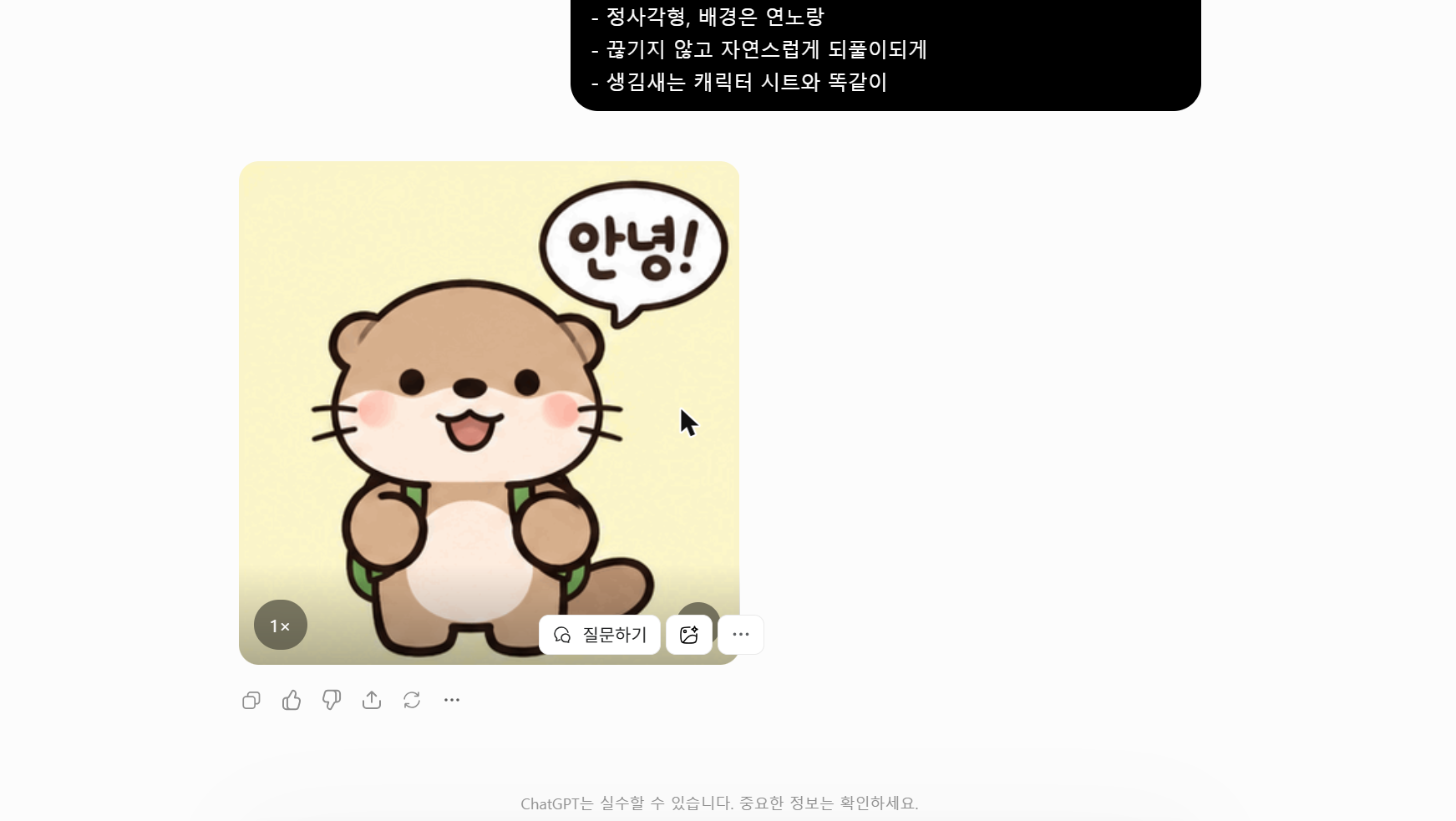 - 정사각형, 배경은 연노랑
- 끊기지 않고 자연스럽게 되풀이되게
- 생김새는 캐릭터 시트와 똑같이
안녕!
1×
질문하기
ChatGPT는 실수할 수 있습니다. 중요한 정보는 확인하세요.